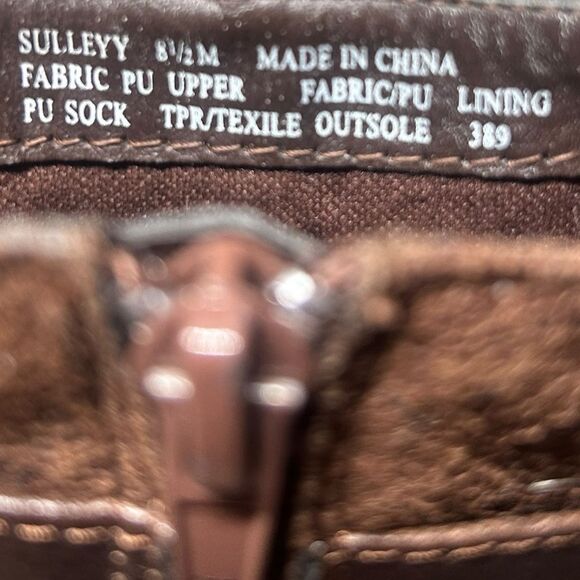 SULLEYY 8½M MADE IN CHINA
FABRIC PU UPPER FABRIC/PU LINING
PU SOCK TPR/TEXILE OUTSOLE 389